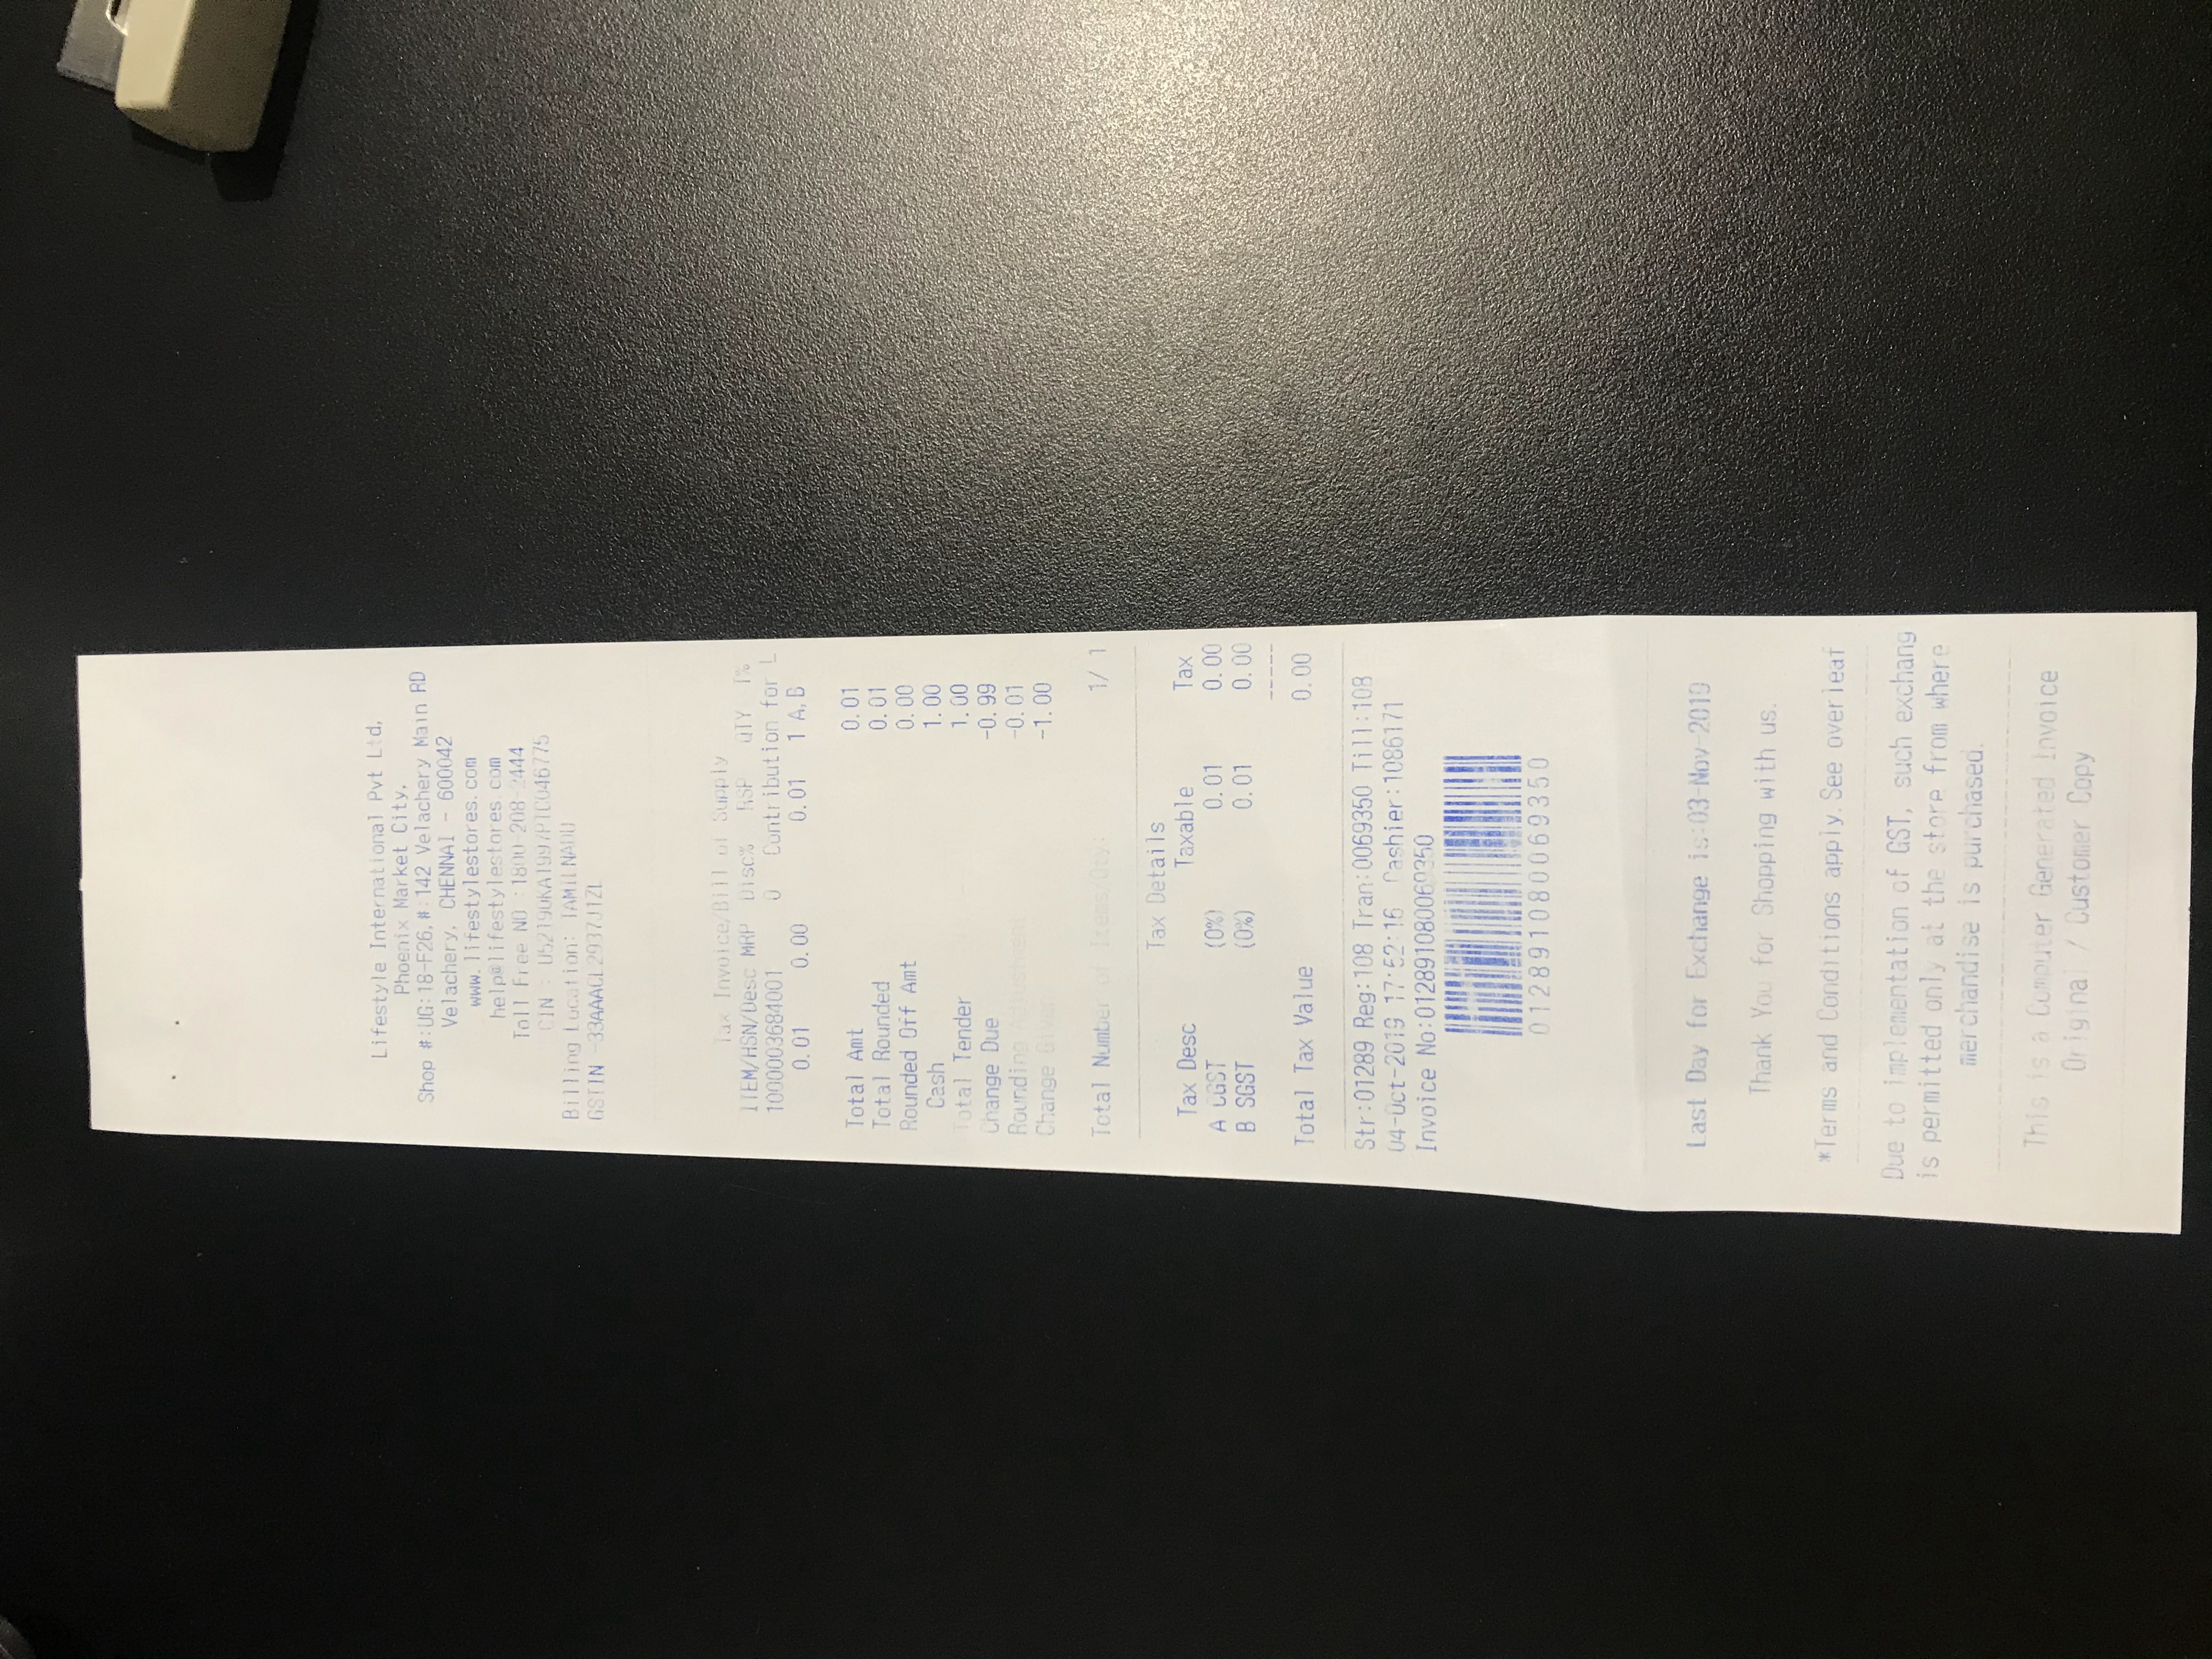 Lifestyle International Pvt Ltd,
Phoenix Market City,
Shop #:UG:18-F26,#:142 Velachery Main RD
Velachery, CHENNAI - 600042
www.lifestylestores.com
help@lifestylestores.com
Toll Free NO :1800-208-2444
CIN : U52190KA1997PTC046775
Billing Location: TAMILNADU
GSTIN -33AAACL2937J1ZL
Tax Invoice/Bill of Supply
ITEM/HSN/Desc MRP Disc% RSP QTY T%
1000003684001 0 Contribution for L
0.01 0.00 0.01 1 A,B
Total Amt 0.01
Total Rounded 0.01
Rounded Off Amt 0.00
Cash 1.00
Total Tender 1.00
Change Due -0.99
Rounding Adjustment -0.01
Change Given -1.00
Total Number of Items/Qty: 1/ 1
Tax Details
Tax Desc Taxable Tax
A CGST (0%) 0.01 0.00
B SGST (0%) 0.01 0.00
-----
Total Tax Value 0.00
Str:01289 Reg:108 Tran:0069350 Till:108
04-Oct-2019 17:52:16 Cashier:1086171
Invoice No:012891080069350
012891080069350
Last Day for Exchange is:03-Nov-2019
Thank You for Shopping with us.
*Terms and Conditions apply.See overleaf
Due to implementation of GST, such exchang
is permitted only at the store from where
merchandise is purchased.
This is a Computer Generated Invoice
Original / Customer Copy